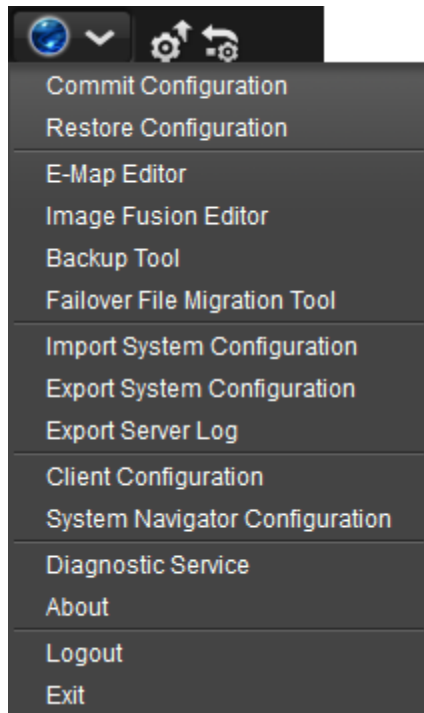 Commit Configuration
Restore Configuration
E-Map Editor
Image Fusion Editor
Backup Tool
Failover File Migration Tool
Import System Configuration
Export System Configuration
Export Server Log
Client Configuration
System Navigator Configuration
Diagnostic Service
About
Logout
Exit